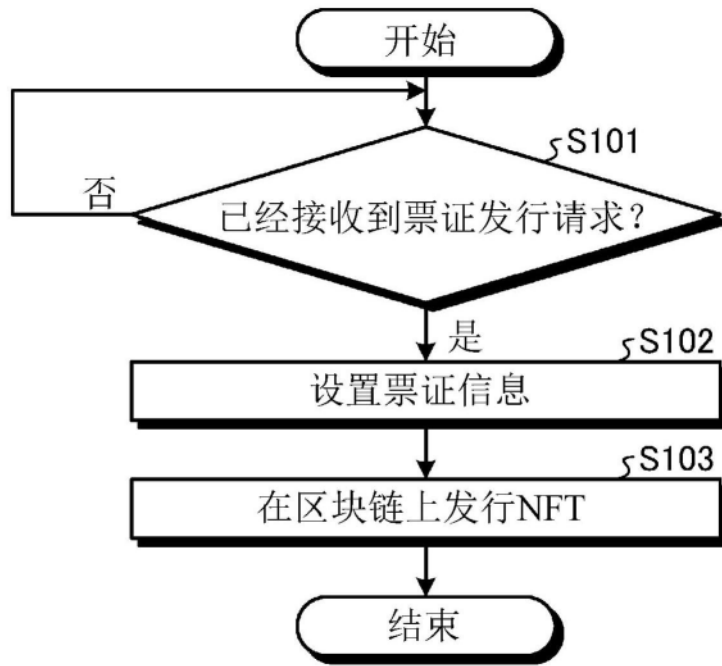 开始
S101
否
已经接收到票证发行请求?
是
S102
设置票证信息
S103
在区块链上发行NFT
结束